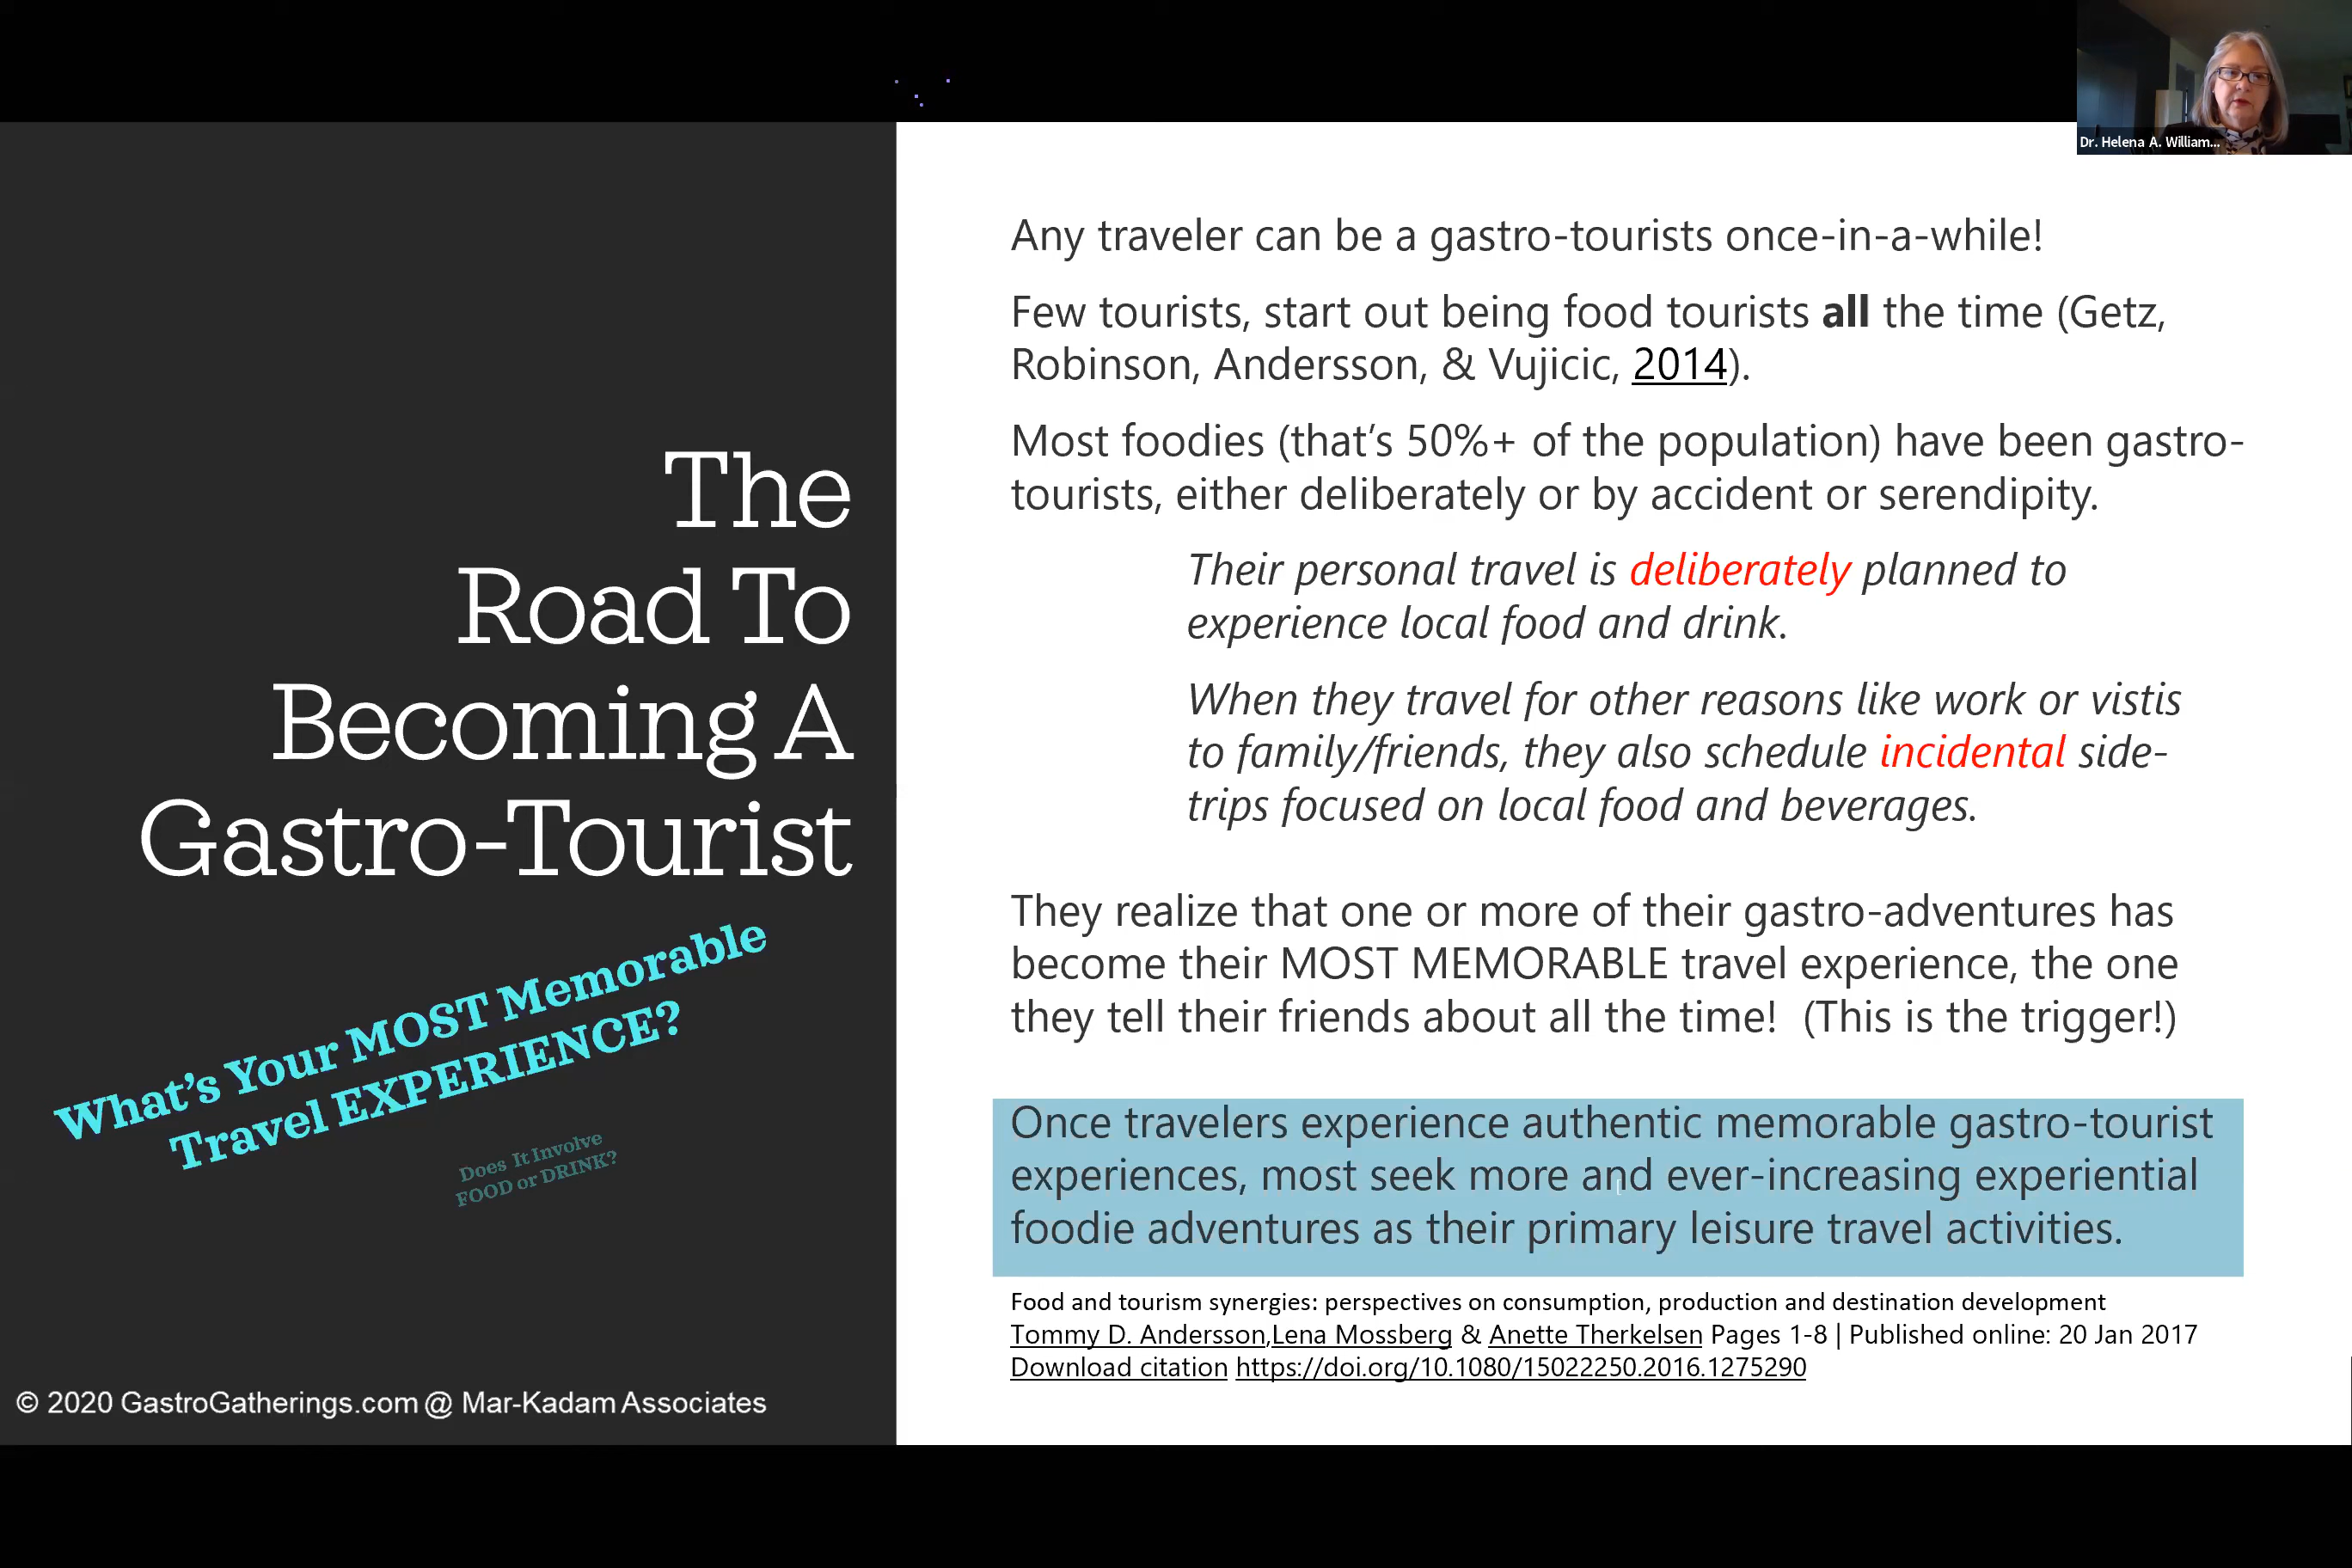 Dr. Helena A. William...
The
Road To
Becoming A
Gastro-Tourist
What's Your MOST Memorable
Travel EXPERIENCE?
Does It Involve
FOOD or DRINK?
© 2020 GastroGatherings.com @ Mar-Kadam Associates
Any traveler can be a gastro-tourists once-in-a-while!
Few tourists, start out being food tourists all the time (Getz,
Robinson, Andersson, & Vujicic, 2014).
Most foodies (that's 50%+ of the population) have been gastro-
tourists, either deliberately or by accident or serendipity.
Their personal travel is deliberately planned to
experience local food and drink.
When they travel for other reasons like work or vistis
to family/friends, they also schedule incidental side-
trips focused on local food and beverages.
They realize that one or more of their gastro-adventures has
become their MOST MEMORABLE travel experience, the one
they tell their friends about all the time! (This is the trigger!)
Once travelers experience authentic memorable gastro-tourist
experiences, most seek more and ever-increasing experiential
foodie adventures as their primary leisure travel activities.
Food and tourism synergies: perspectives on consumption, production and destination development
Tommy D. Andersson,Lena Mossberg & Anette Therkelsen Pages 1-8 | Published online: 20 Jan 2017
Download citation https://doi.org/10.1080/15022250.2016.1275290